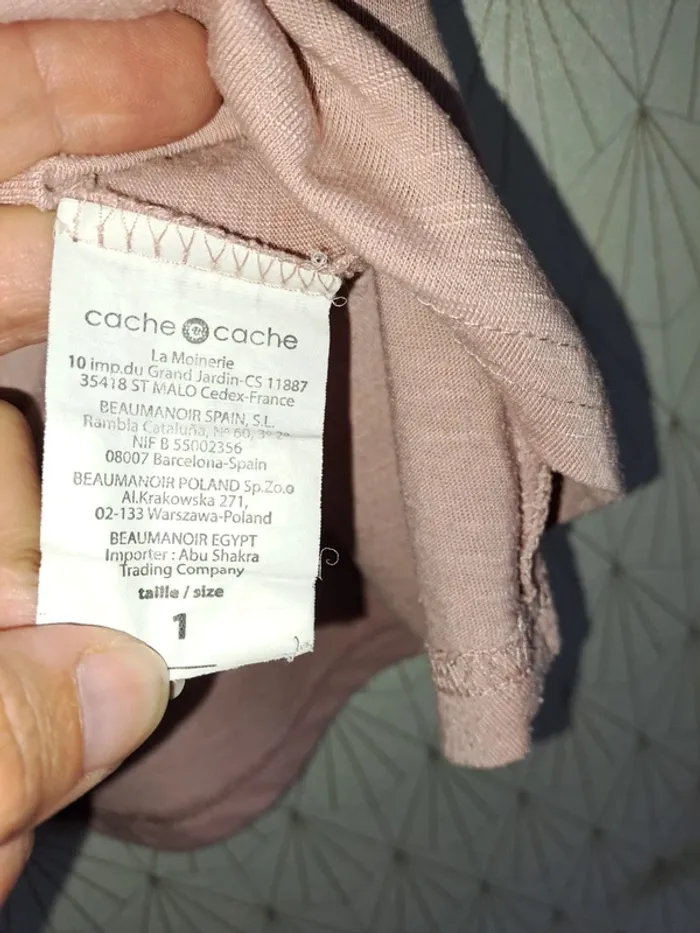 cache cache
La Moinerie
10 imp.du Grand Jardin-CS 11887
35418 ST MALO Cedex-France
BEAUMANOIR SPAIN, S.L.
Rambla Cataluña, Nº 60, 3º 2ª
NIF B 55002356
08007 Barcelona-Spain
BEAUMANOIR POLAND Sp.Zo.o
Al.Krakowska 271,
02-133 Warszawa-Poland
BEAUMANOIR EGYPT
Importer : Abu Shakra
Trading Company
taille / size
1